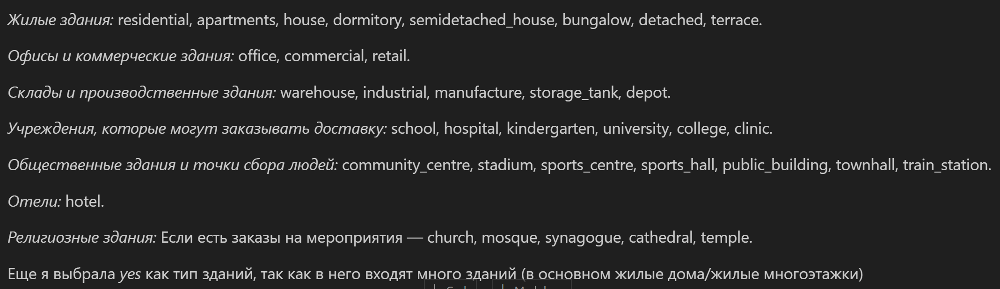 Жилые здания: residential, apartments, house, dormitory, semidetached_house, bungalow, detached, terrace.
Офисы и коммерческие здания: office, commercial, retail.
Склады и производственные здания: warehouse, industrial, manufacture, storage_tank, depot.
Учреждения, которые могут заказывать доставку: school, hospital, kindergarten, university, college, clinic.
Общественные здания и точки сбора людей: community_centre, stadium, sports_centre, sports_hall, public_building, townhall, train_station.
Отели: hotel.
Религиозные здания: Если есть заказы на мероприятия — church, mosque, synagogue, cathedral, temple.
Еще я выбрала yes как тип зданий, так как в него входят много зданий (в основном жилые дома/жилые многоэтажки)